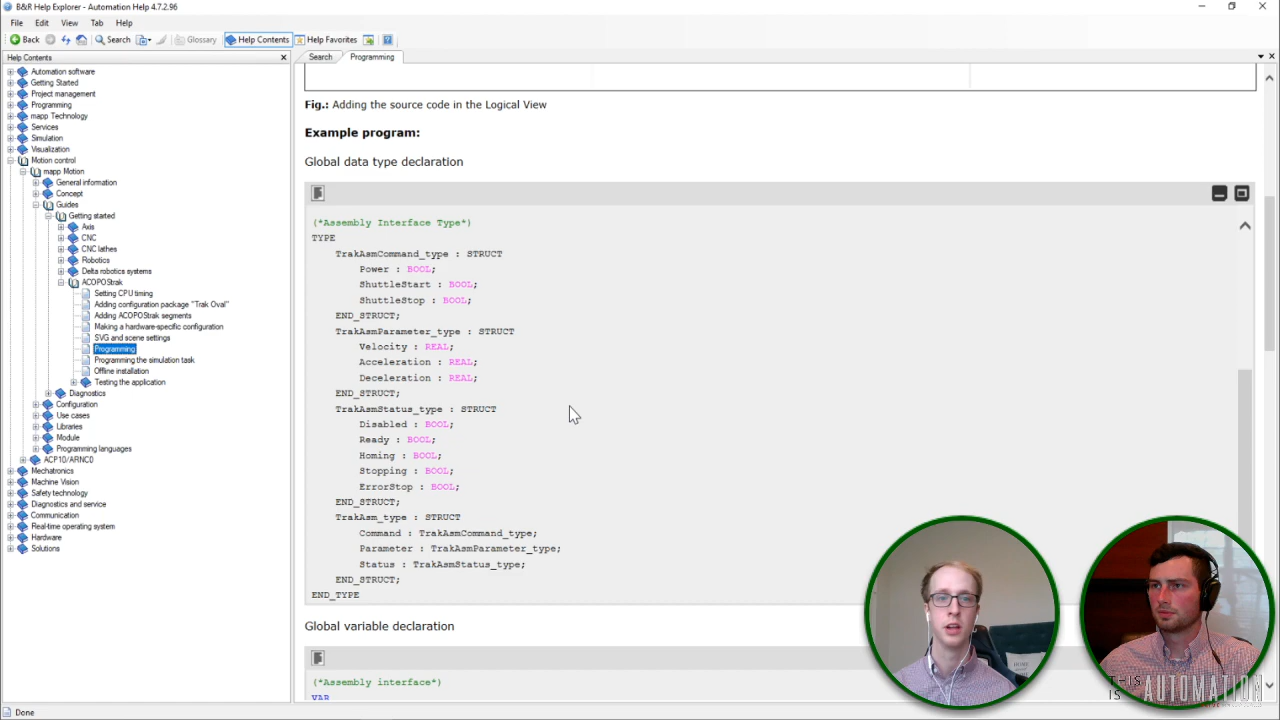 B&R Help Explorer - Automation Help 4.7.2.96
File Edit View Tab Help
Back Search Glossary Help Contents Help Favorites
Help Contents
Automation software
Getting Started
Project management
Programming
mapp Technology
Services
Simulation
Visualization
Motion control
mapp Motion
General information
Concept
Guides
Getting started
Axis
CNC
CNC lathes
Robotics
Delta robotics systems
ACOPOStrak
Setting CPU timing
Adding configuration package "Trak Oval"
Adding ACOPOStrak segments
Making a hardware-specific configuration
SVG and scene settings
Programming
Programming the simulation task
Offline installation
Testing the application
Diagnostics
Configuration
Use cases
Libraries
Module
Programming languages
ACP10/ARNC0
Mechatronics
Machine Vision
Safety technology
Diagnostics and service
Communication
Real-time operating system
Hardware
Solutions
Search Programming
Fig.: Adding the source code in the Logical View
Example program:
Global data type declaration
(*Assembly Interface Type*)
TYPE
TrakAsmCommand_type : STRUCT
Power : BOOL;
ShuttleStart : BOOL;
ShuttleStop : BOOL;
END_STRUCT;
TrakAsmParameter_type : STRUCT
Velocity : REAL;
Acceleration : REAL;
Deceleration : REAL;
END_STRUCT;
TrakAsmStatus_type : STRUCT
Disabled : BOOL;
Ready : BOOL;
Homing : BOOL;
Stopping : BOOL;
ErrorStop : BOOL;
END_STRUCT;
TrakAsm_type : STRUCT
Command : TrakAsmCommand_type;
Parameter : TrakAsmParameter_type;
Status : TrakAsmStatus_type;
END_STRUCT;
END_TYPE
Global variable declaration
(*Assembly interface*)
VAR
THIS
IS AUTOMATION
Done